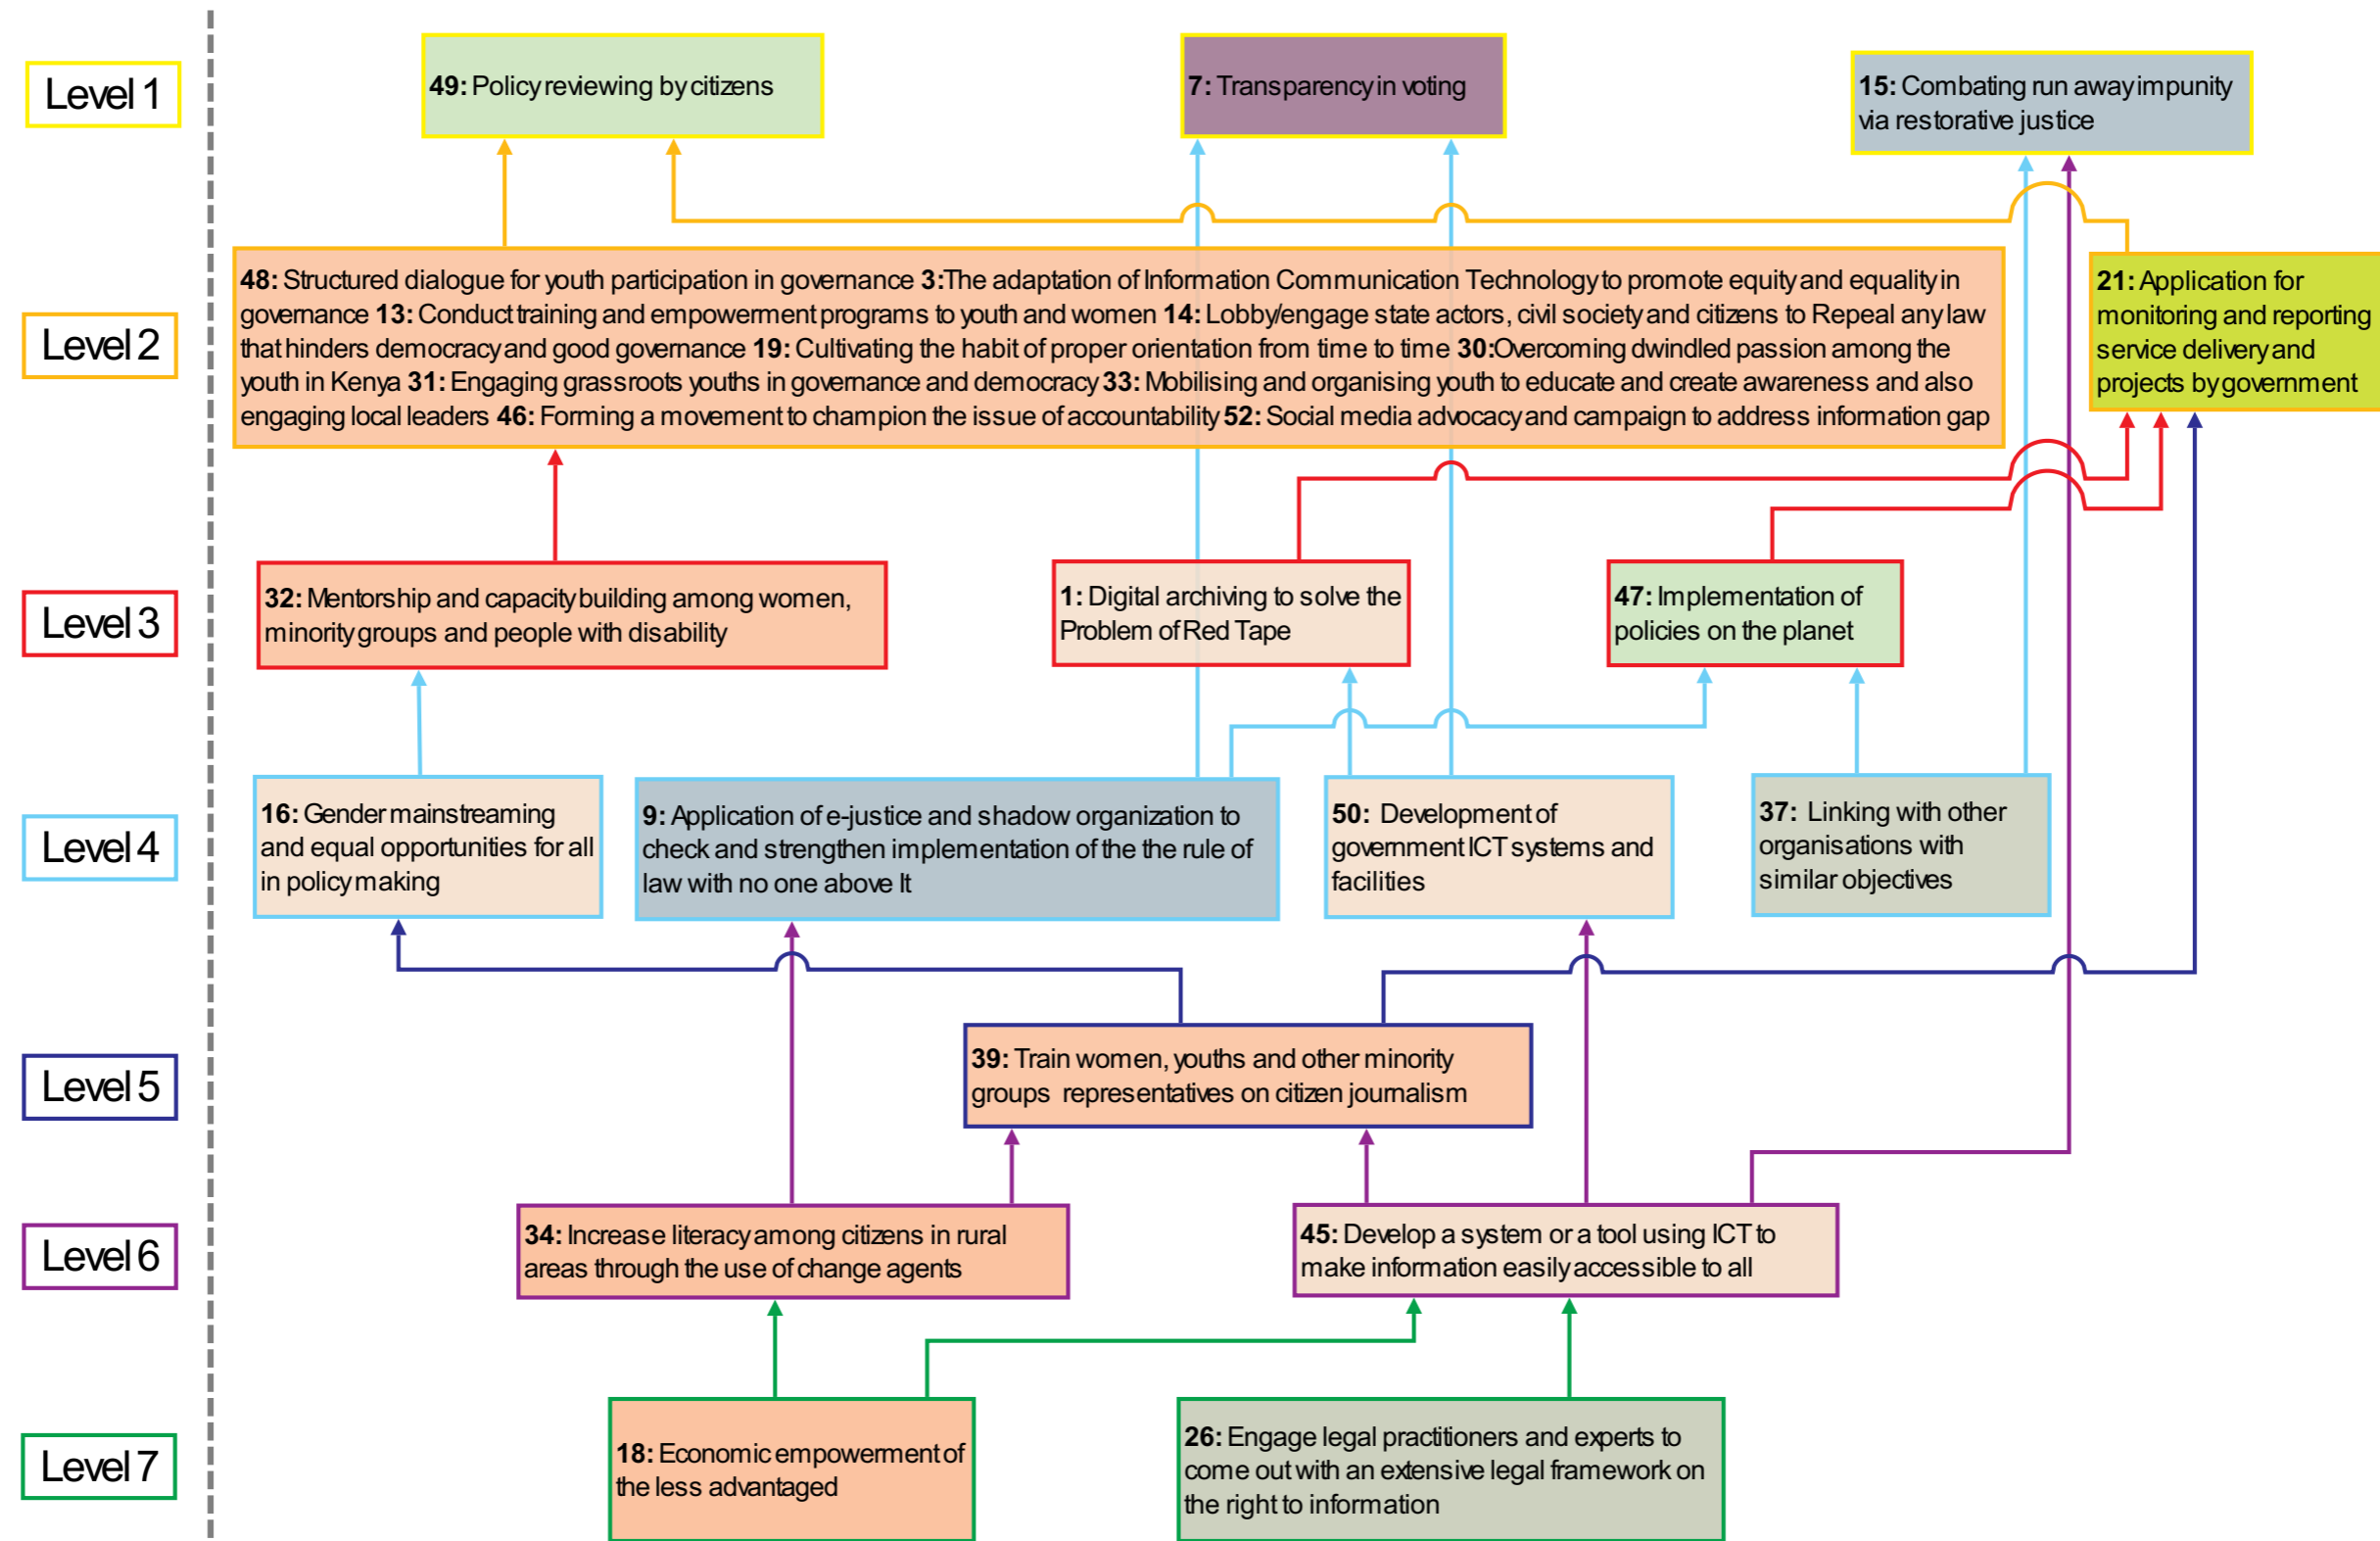 Level 1
49: Policy reviewing by citizens
7: Transparency in voting
15: Combating run away impunity
via restorative justice
Level 2
48: Structured dialogue for youth participation in governance 3:The adaptation of Information Communication Technology to promote equity and equality in
governance 13: Conduct training and empowerment programs to youth and women 14: Lobby/engage state actors, civil society and citizens to Repeal any law
that hinders democracy and good governance 19: Cultivating the habit of proper orientation from time to time 30:Overcoming dwindled passion among the
youth in Kenya 31: Engaging grassroots youths in governance and democracy 33: Mobilising and organising youth to educate and create awareness and also
engaging local leaders 46: Forming a movement to champion the issue of accountability 52: Social media advocacy and campaign to address information gap
21: Application for
monitoring and reporting
service delivery and
projects by government
Level 3
32: Mentorship and capacity building among women,
minority groups and people with disability
1: Digital archiving to solve the
Problem of Red Tape
47: Implementation of
policies on the planet
Level 4
16: Gender mainstreaming
and equal opportunities for all
in policy making
9: Application of e-justice and shadow organization to
check and strengthen implementation of the the rule of
law with no one above It
50: Development of
government ICT systems and
facilities
37: Linking with other
organisations with
similar objectives
Level 5
39: Train women, youths and other minority
groups representatives on citizen journalism
Level 6
34: Increase literacy among citizens in rural
areas through the use of change agents
45: Develop a system or a tool using ICT to
make information easily accessible to all
Level 7
18: Economic empowerment of
the less advantaged
26: Engage legal practitioners and experts to
come out with an extensive legal framework on
the right to information